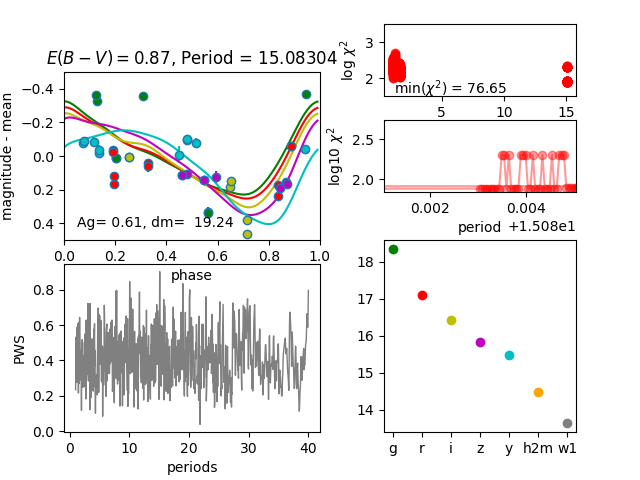 E(B − V) = 0.87, Period = 15.08304
−0.4
−0.2
0.0
0.2
0.4
magnitude - mean
Ag= 0.61, dm=  19.24
0.0 0.2 0.4 0.6 0.8 1.0
phase
3
2
log χ²
min(χ²) = 76.65
5 10 15
2.5
2.0
log10 χ²
0.002 0.004
period +1.508e1
0.8
0.6
0.4
0.2
0.0
PWS
0 10 20 30 40
periods
18
17
16
15
14
g r i z y h2m w1